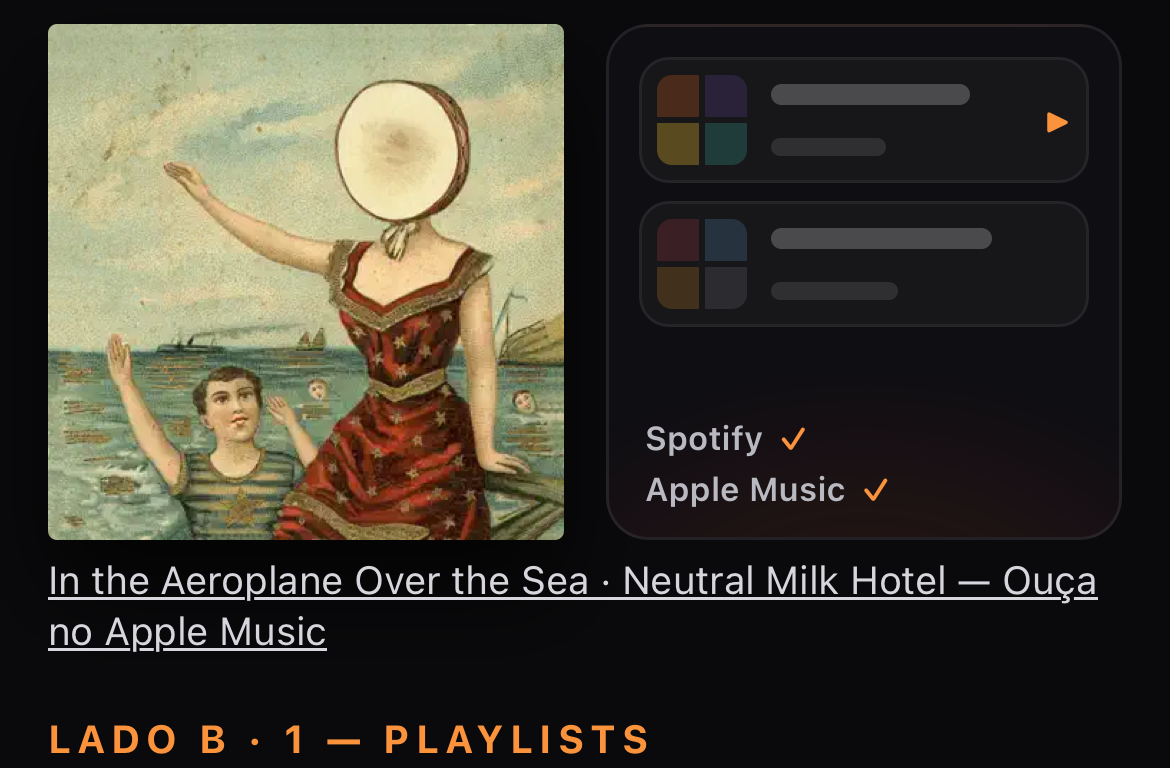 Spotify
Apple Music
In the Aeroplane Over the Sea · Neutral Milk Hotel — Ouça
no Apple Music
LADO B · 1 — PLAYLISTS